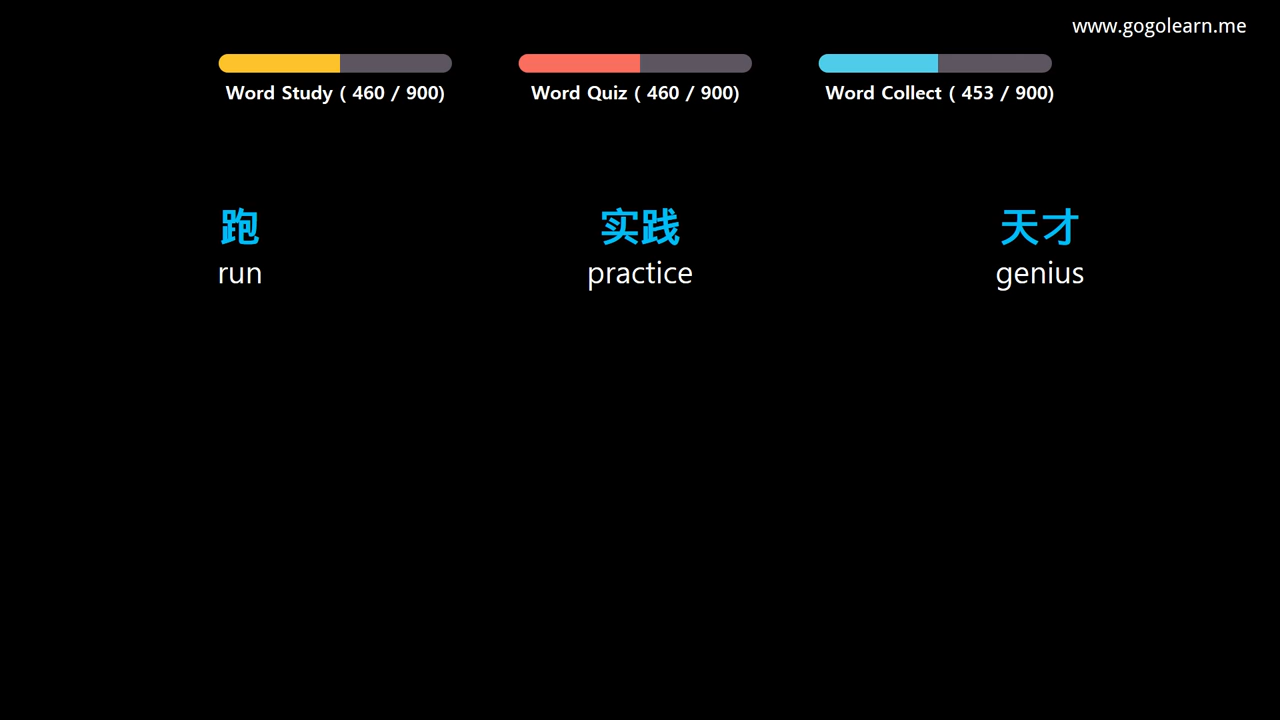 www.gogolearn.me
Word Study ( 460 / 900)
Word Quiz ( 460 / 900)
Word Collect ( 453 / 900)
跑
run
实践
practice
天才
genius